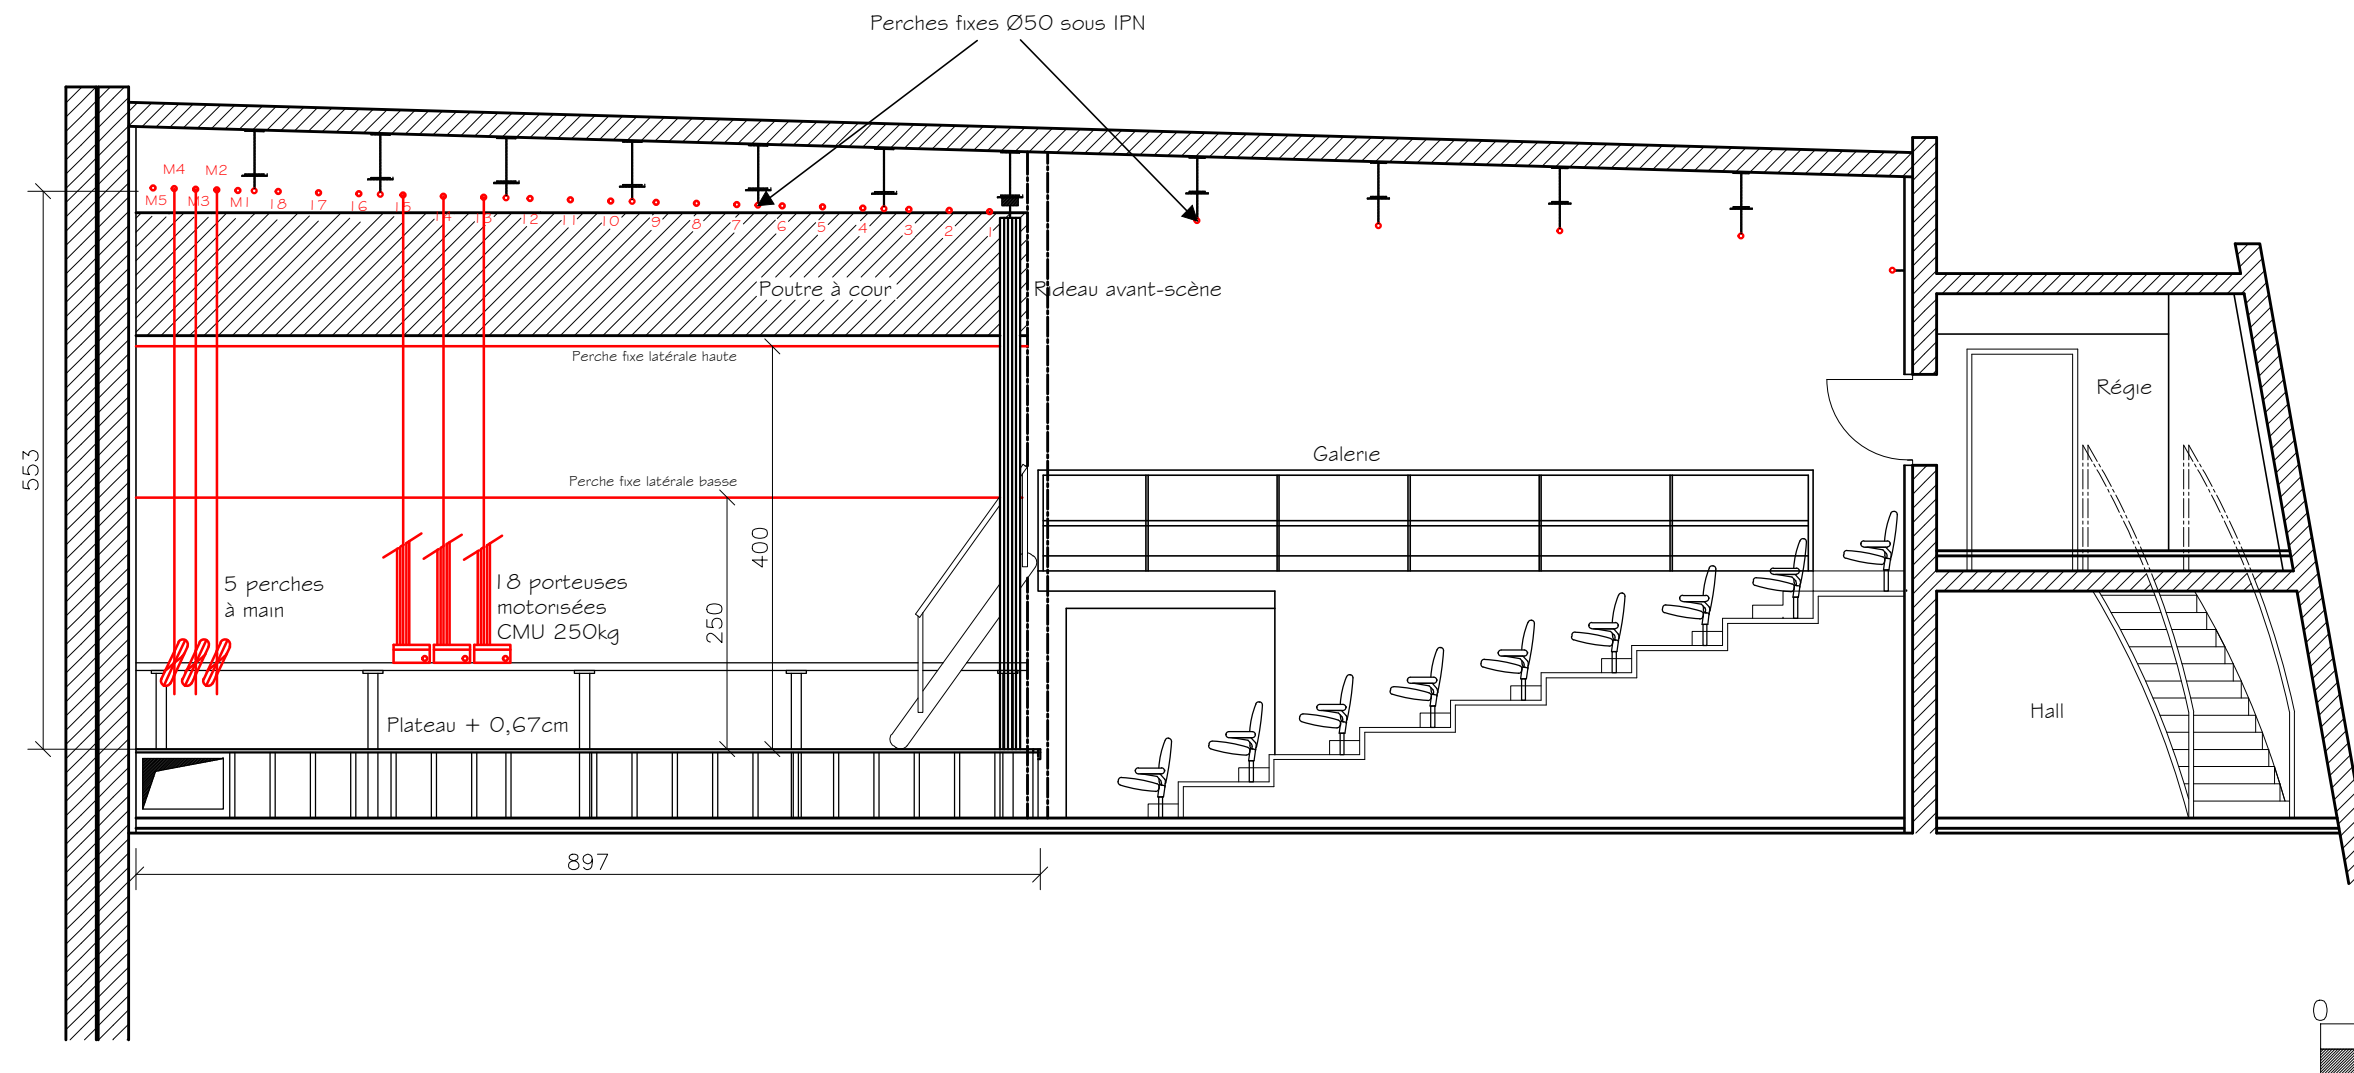 Perches fixes Ø50 sous IPN
M4
M2
M5
M3
M1
18
17
16
15
14
13
12
11
10
9
8
7
6
5
4
3
2
1
Poutre à cour
Rideau avant-scène
Perche fixe latérale haute
Régie
Galerie
553
Perche fixe latérale basse
400
250
5 perches
à main
18 porteuses
motorisées
CMU 250kg
Plateau + 0,67cm
Hall
897
0